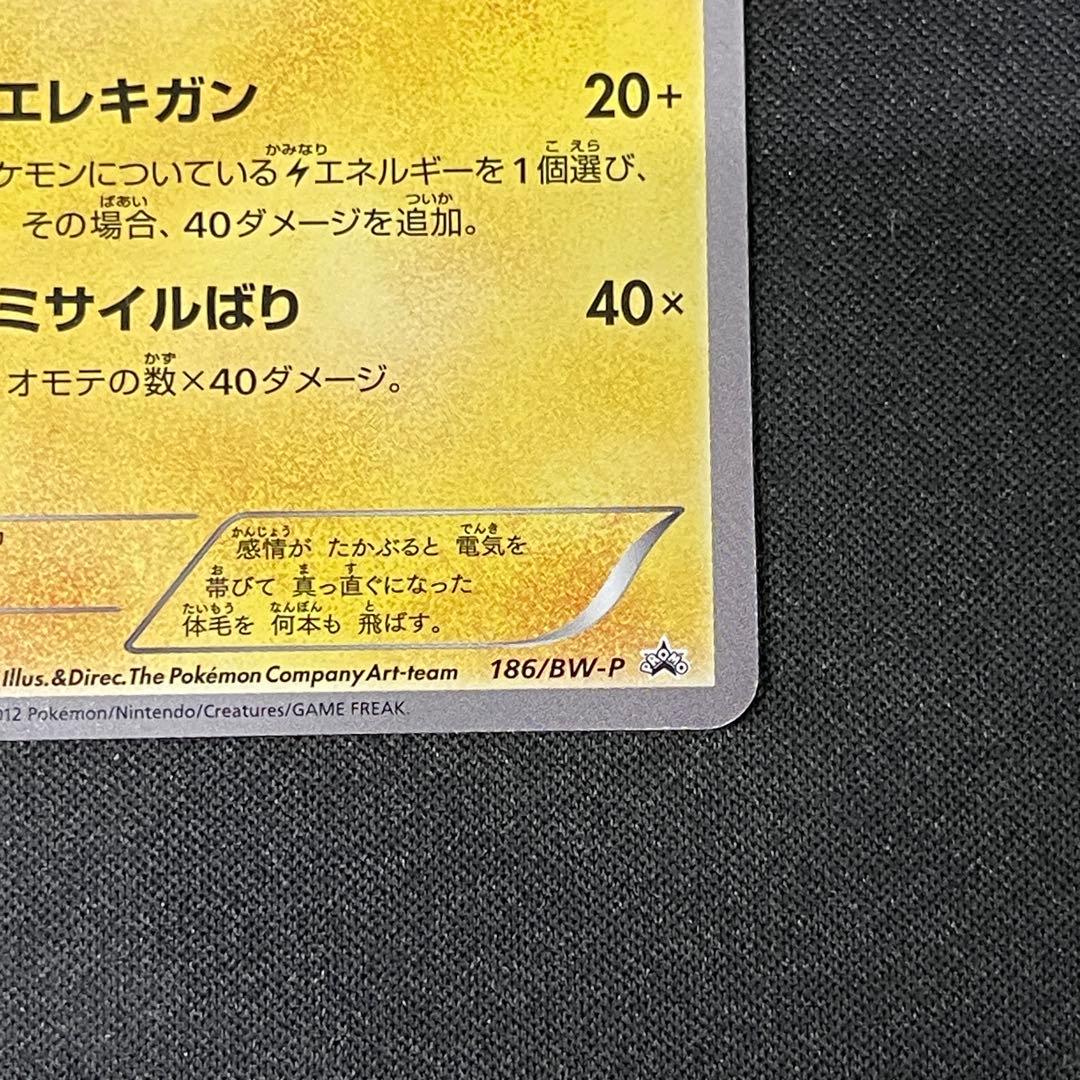 エレキガン 20+
ケモンについているエネルギーを1個選び、
その場合、40ダメージを追加。
ミサイルばり 40×
オモテの数×40ダメージ。
感情が たかぶると 電気を
帯びて 真っ直ぐになった
体毛を 何本も 飛ばす。
Illus.&Direc.The Pokémon Company Art-team 186/BW-P PROMO
012 Pokémon/Nintendo/Creatures/GAME FREAK.